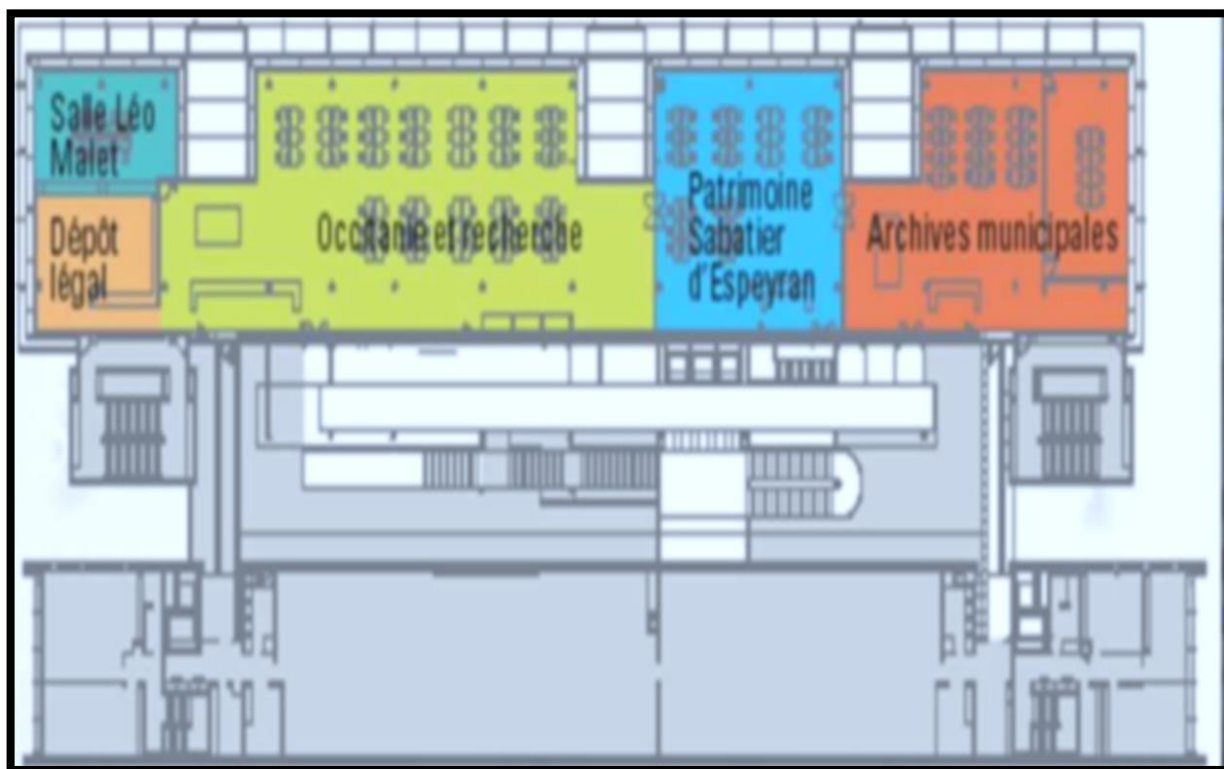 Salle Léo
Malet
Dépôt
légal
Occitanie et recherche
Patrimoine
Sabatier
d'Espeyran
Archives municipales